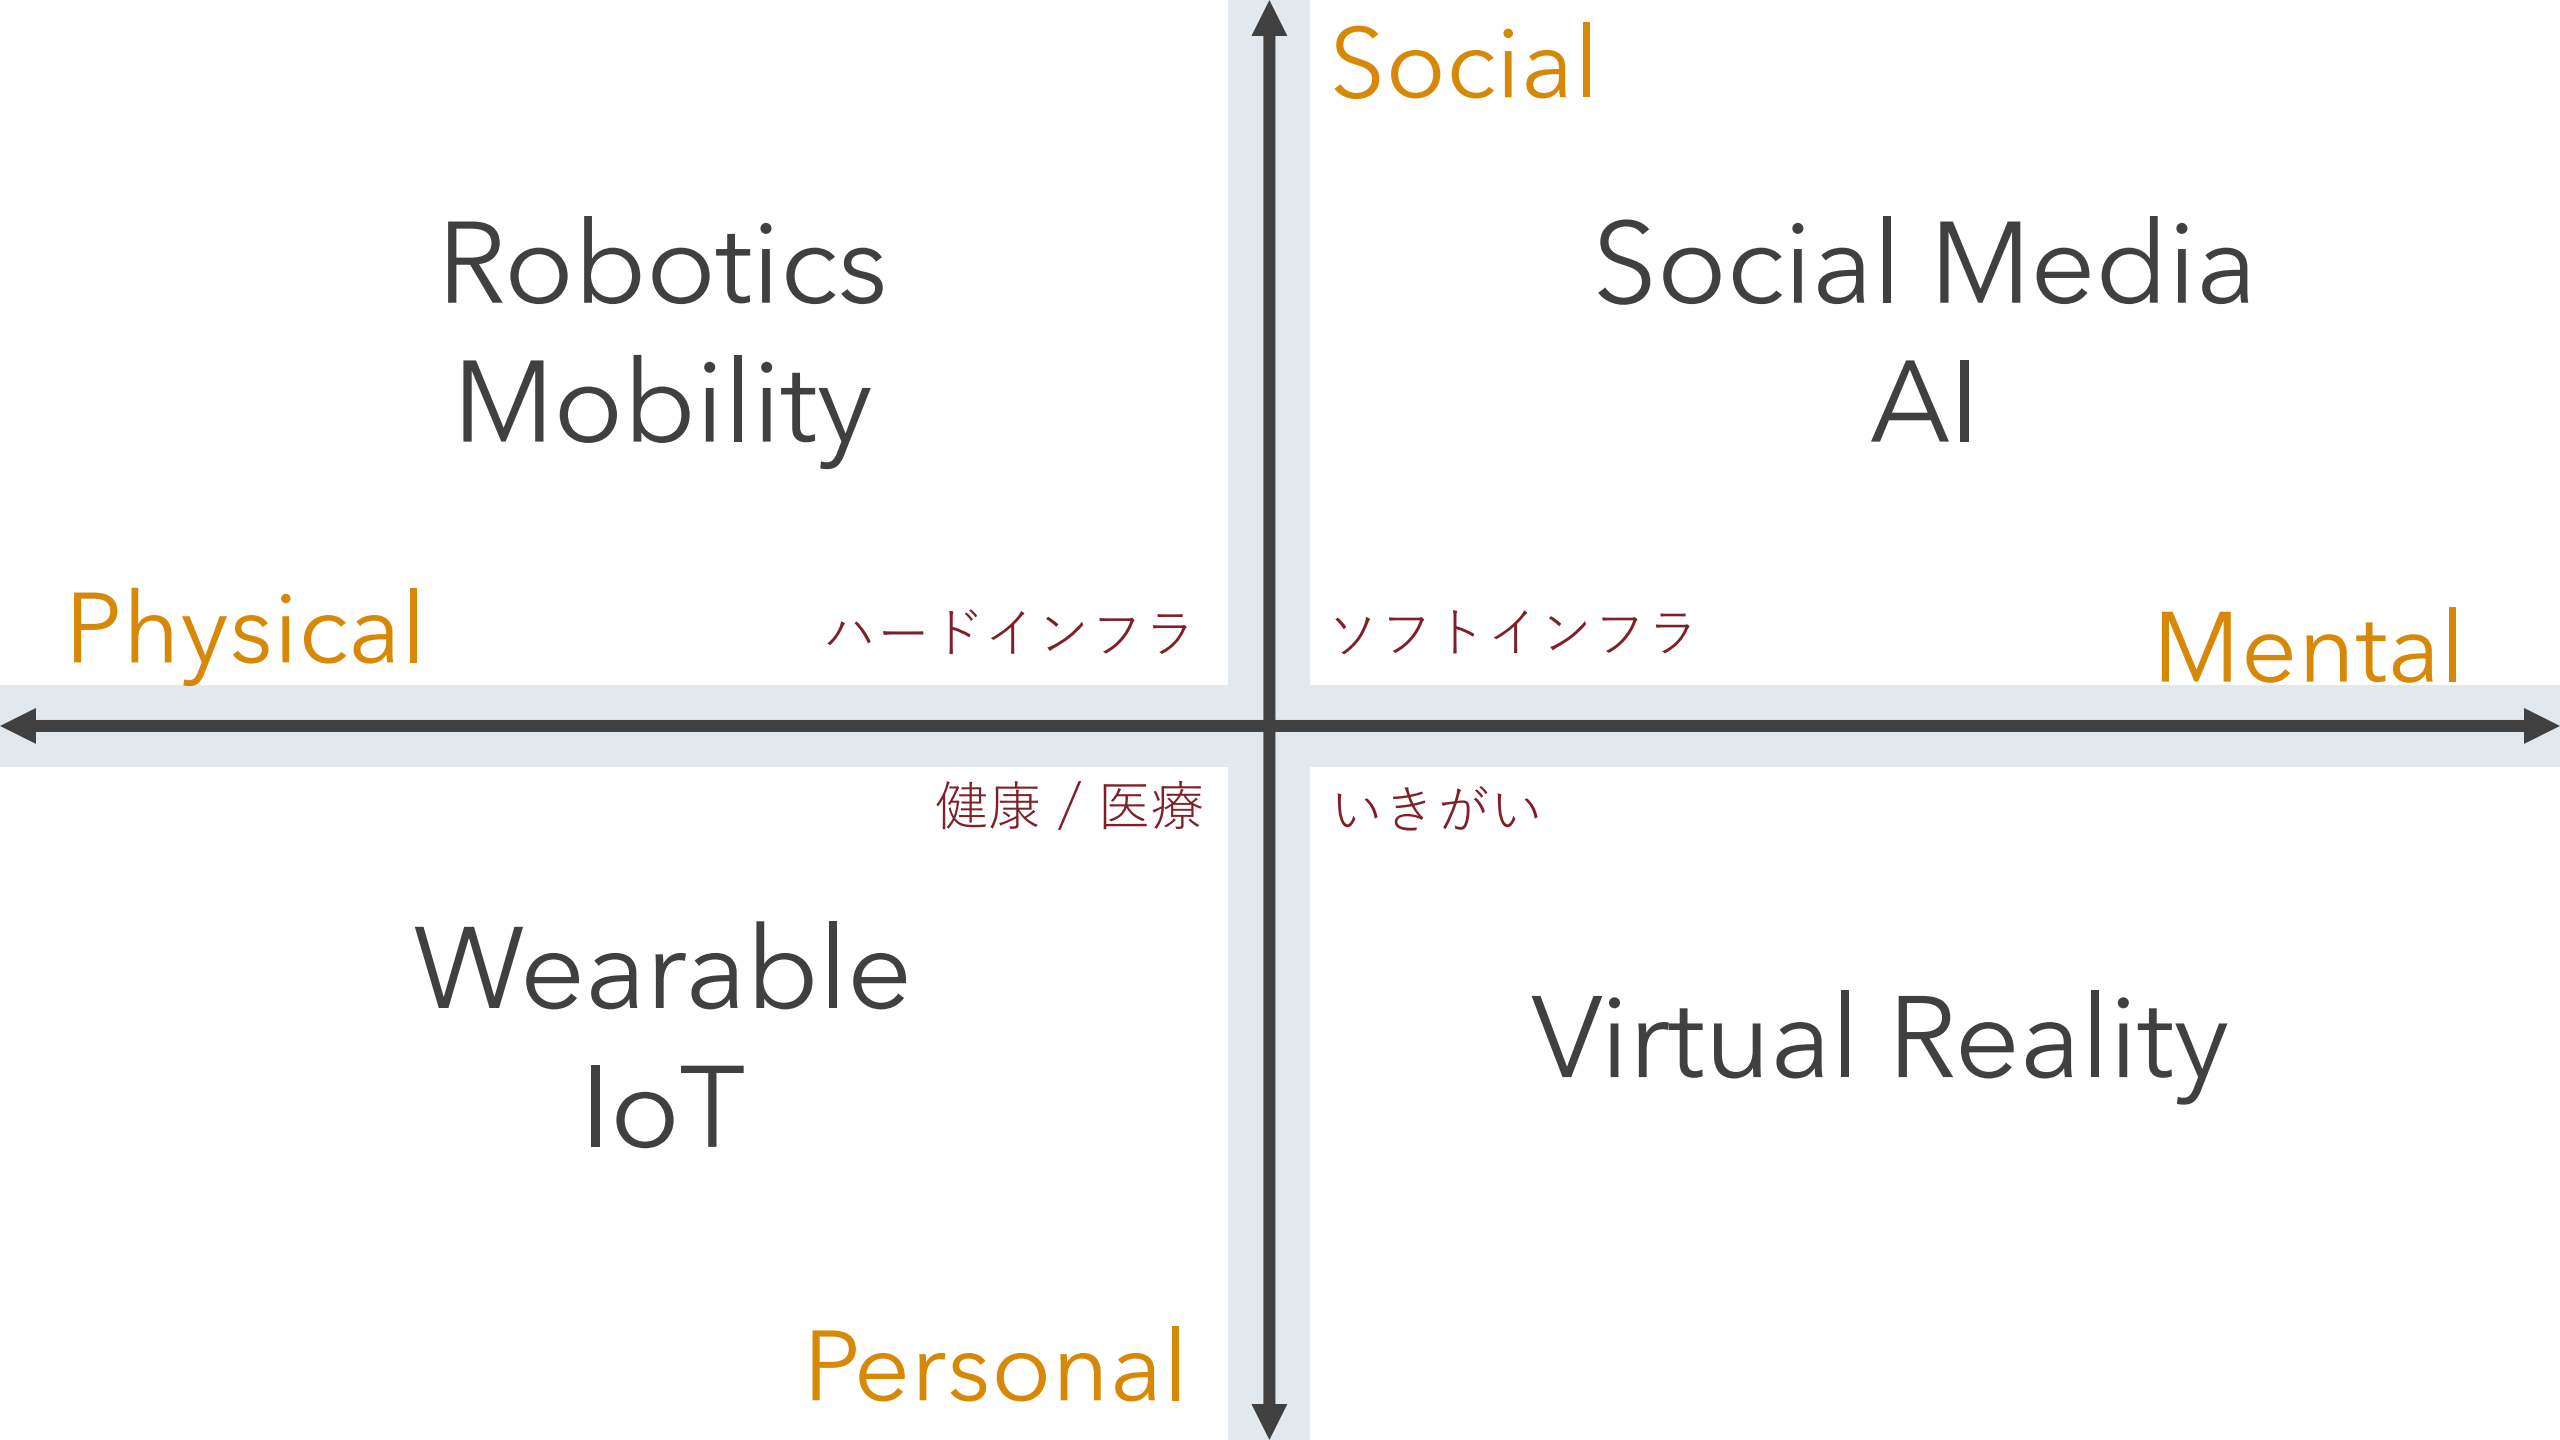 Social
Robotics
Mobility
Social Media
AI
Physical
ハードインフラ
ソフトインフラ
Mental
健康 / 医療
いきがい
Wearable
IoT
Virtual Reality
Personal